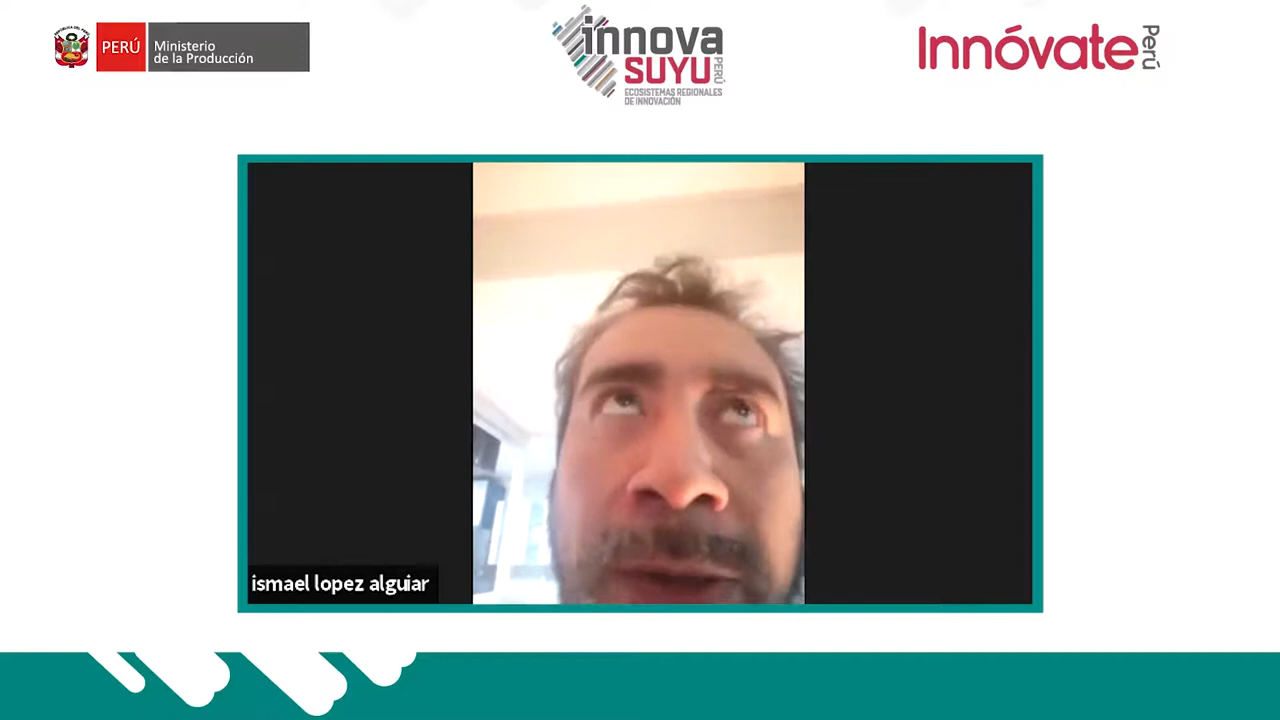 PERÚ
Ministerio
de la Producción
innova
SUYU
PERÚ
ECOSISTEMAS REGIONALES
DE INNOVACIÓN
Innóvate
Perú
ismael lopez alguiar